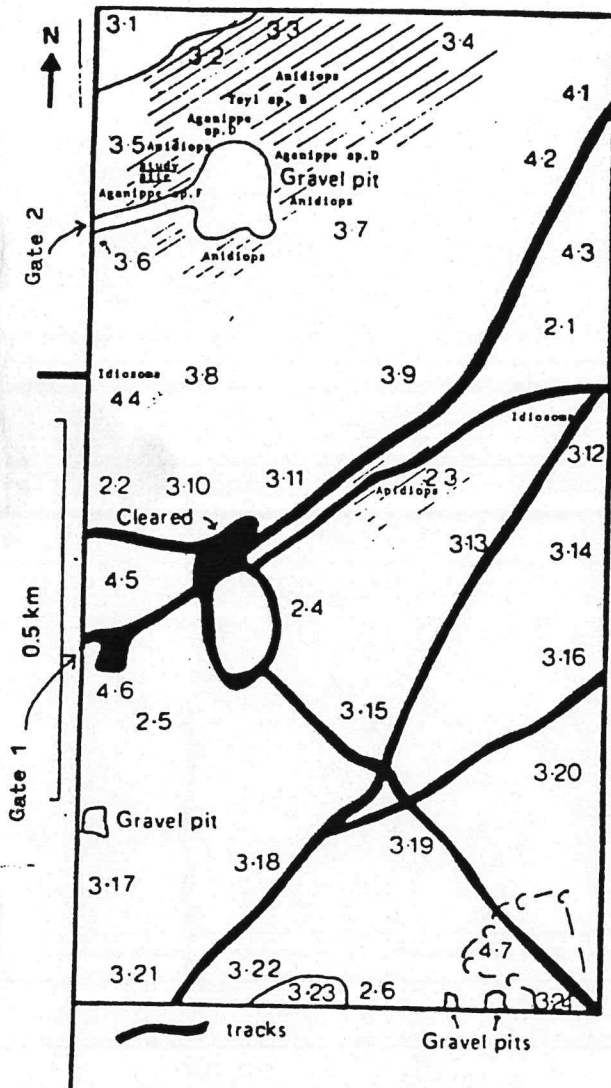 N
3·1
3·2
3·3
3·4
Anidiops
Teyl sp. B
Aganippe
sp.D
4·1
4·2
3·5
Anidiops
study
site
Aganippe sp.D
Gravel pit
Aganippe sp.F
Anidiops
3·7
4·3
Gate 2
3·6
Anidiops
2·1
3·8
3·9
Idiosoma
44
Idiosoma
2·2
3·10
3·11
2·3
Anidiops
3·12
Cleared
3·13
3·14
4·5
2·4
0.5 km
3·16
4·6
2·5
3·15
Gate 1
3·20
Gravel pit
3·19
3·18
3·17
4·7
3·21
3·22
3·23
2·6
tracks
Gravel pits